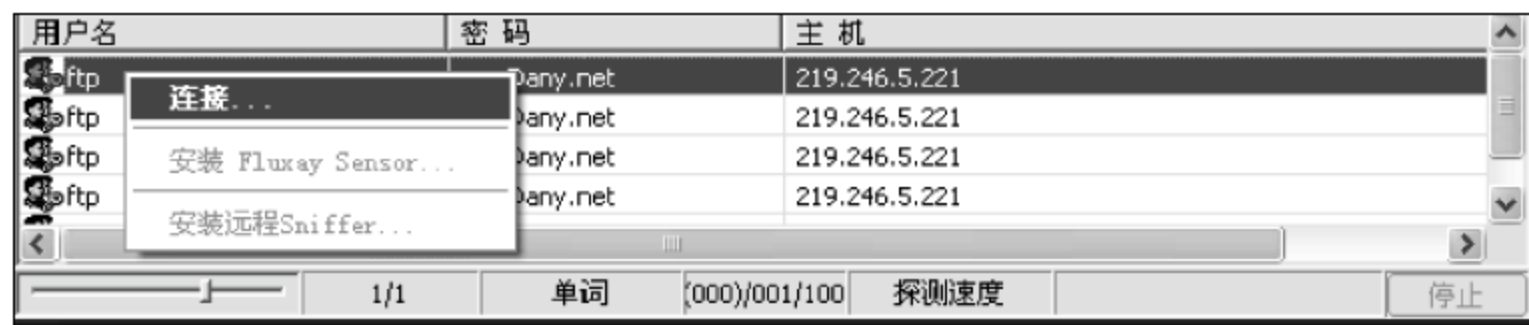 用户名 密 码 主 机
ftp Dany.net 219.246.5.221
连接...
ftp Dany.net 219.246.5.221
安装 Fluxay Sensor...
ftp Dany.net 219.246.5.221
ftp Dany.net 219.246.5.221
安装远程Sniffer...
1/1 单词 (000)/001/100 探测速度 停止